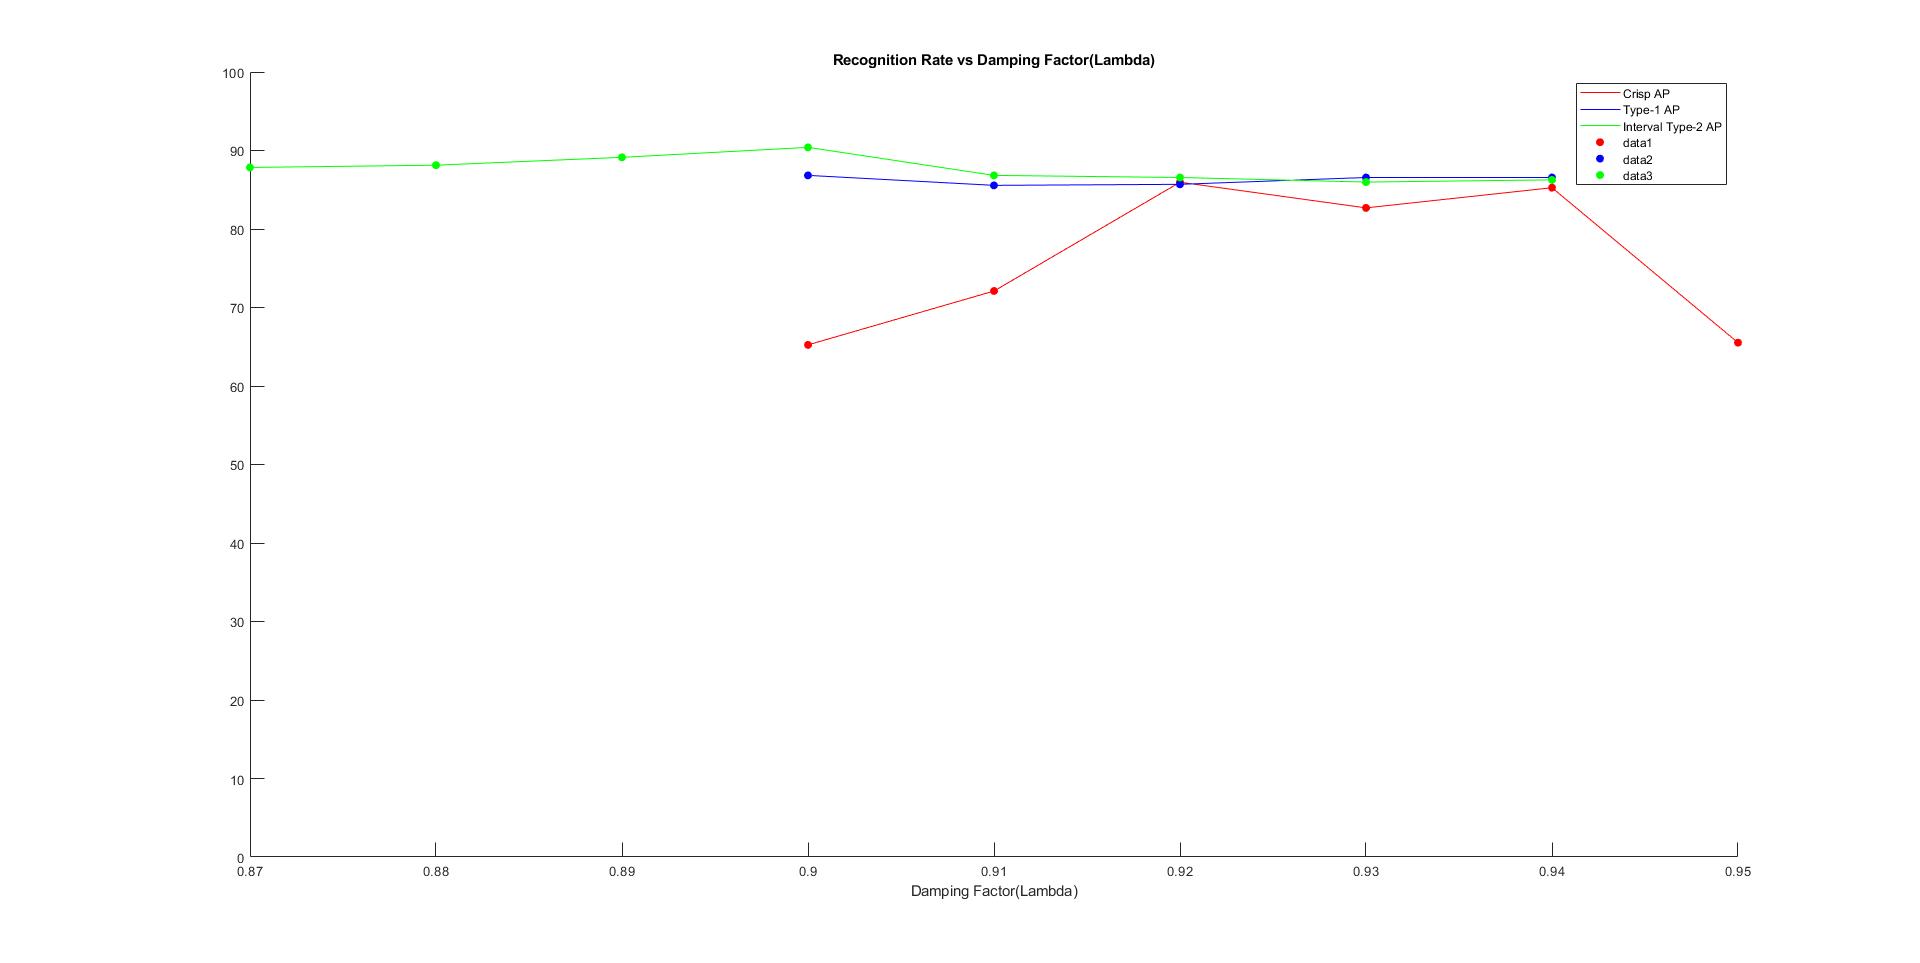 Recognition Rate vs Damping Factor(Lambda)
100
90
80
70
60
50
40
30
20
10
0
Crisp AP
Type-1 AP
Interval Type-2 AP
data1
data2
data3
0.87 0.88 0.89 0.9 0.91 0.92 0.93 0.94 0.95
Damping Factor(Lambda)